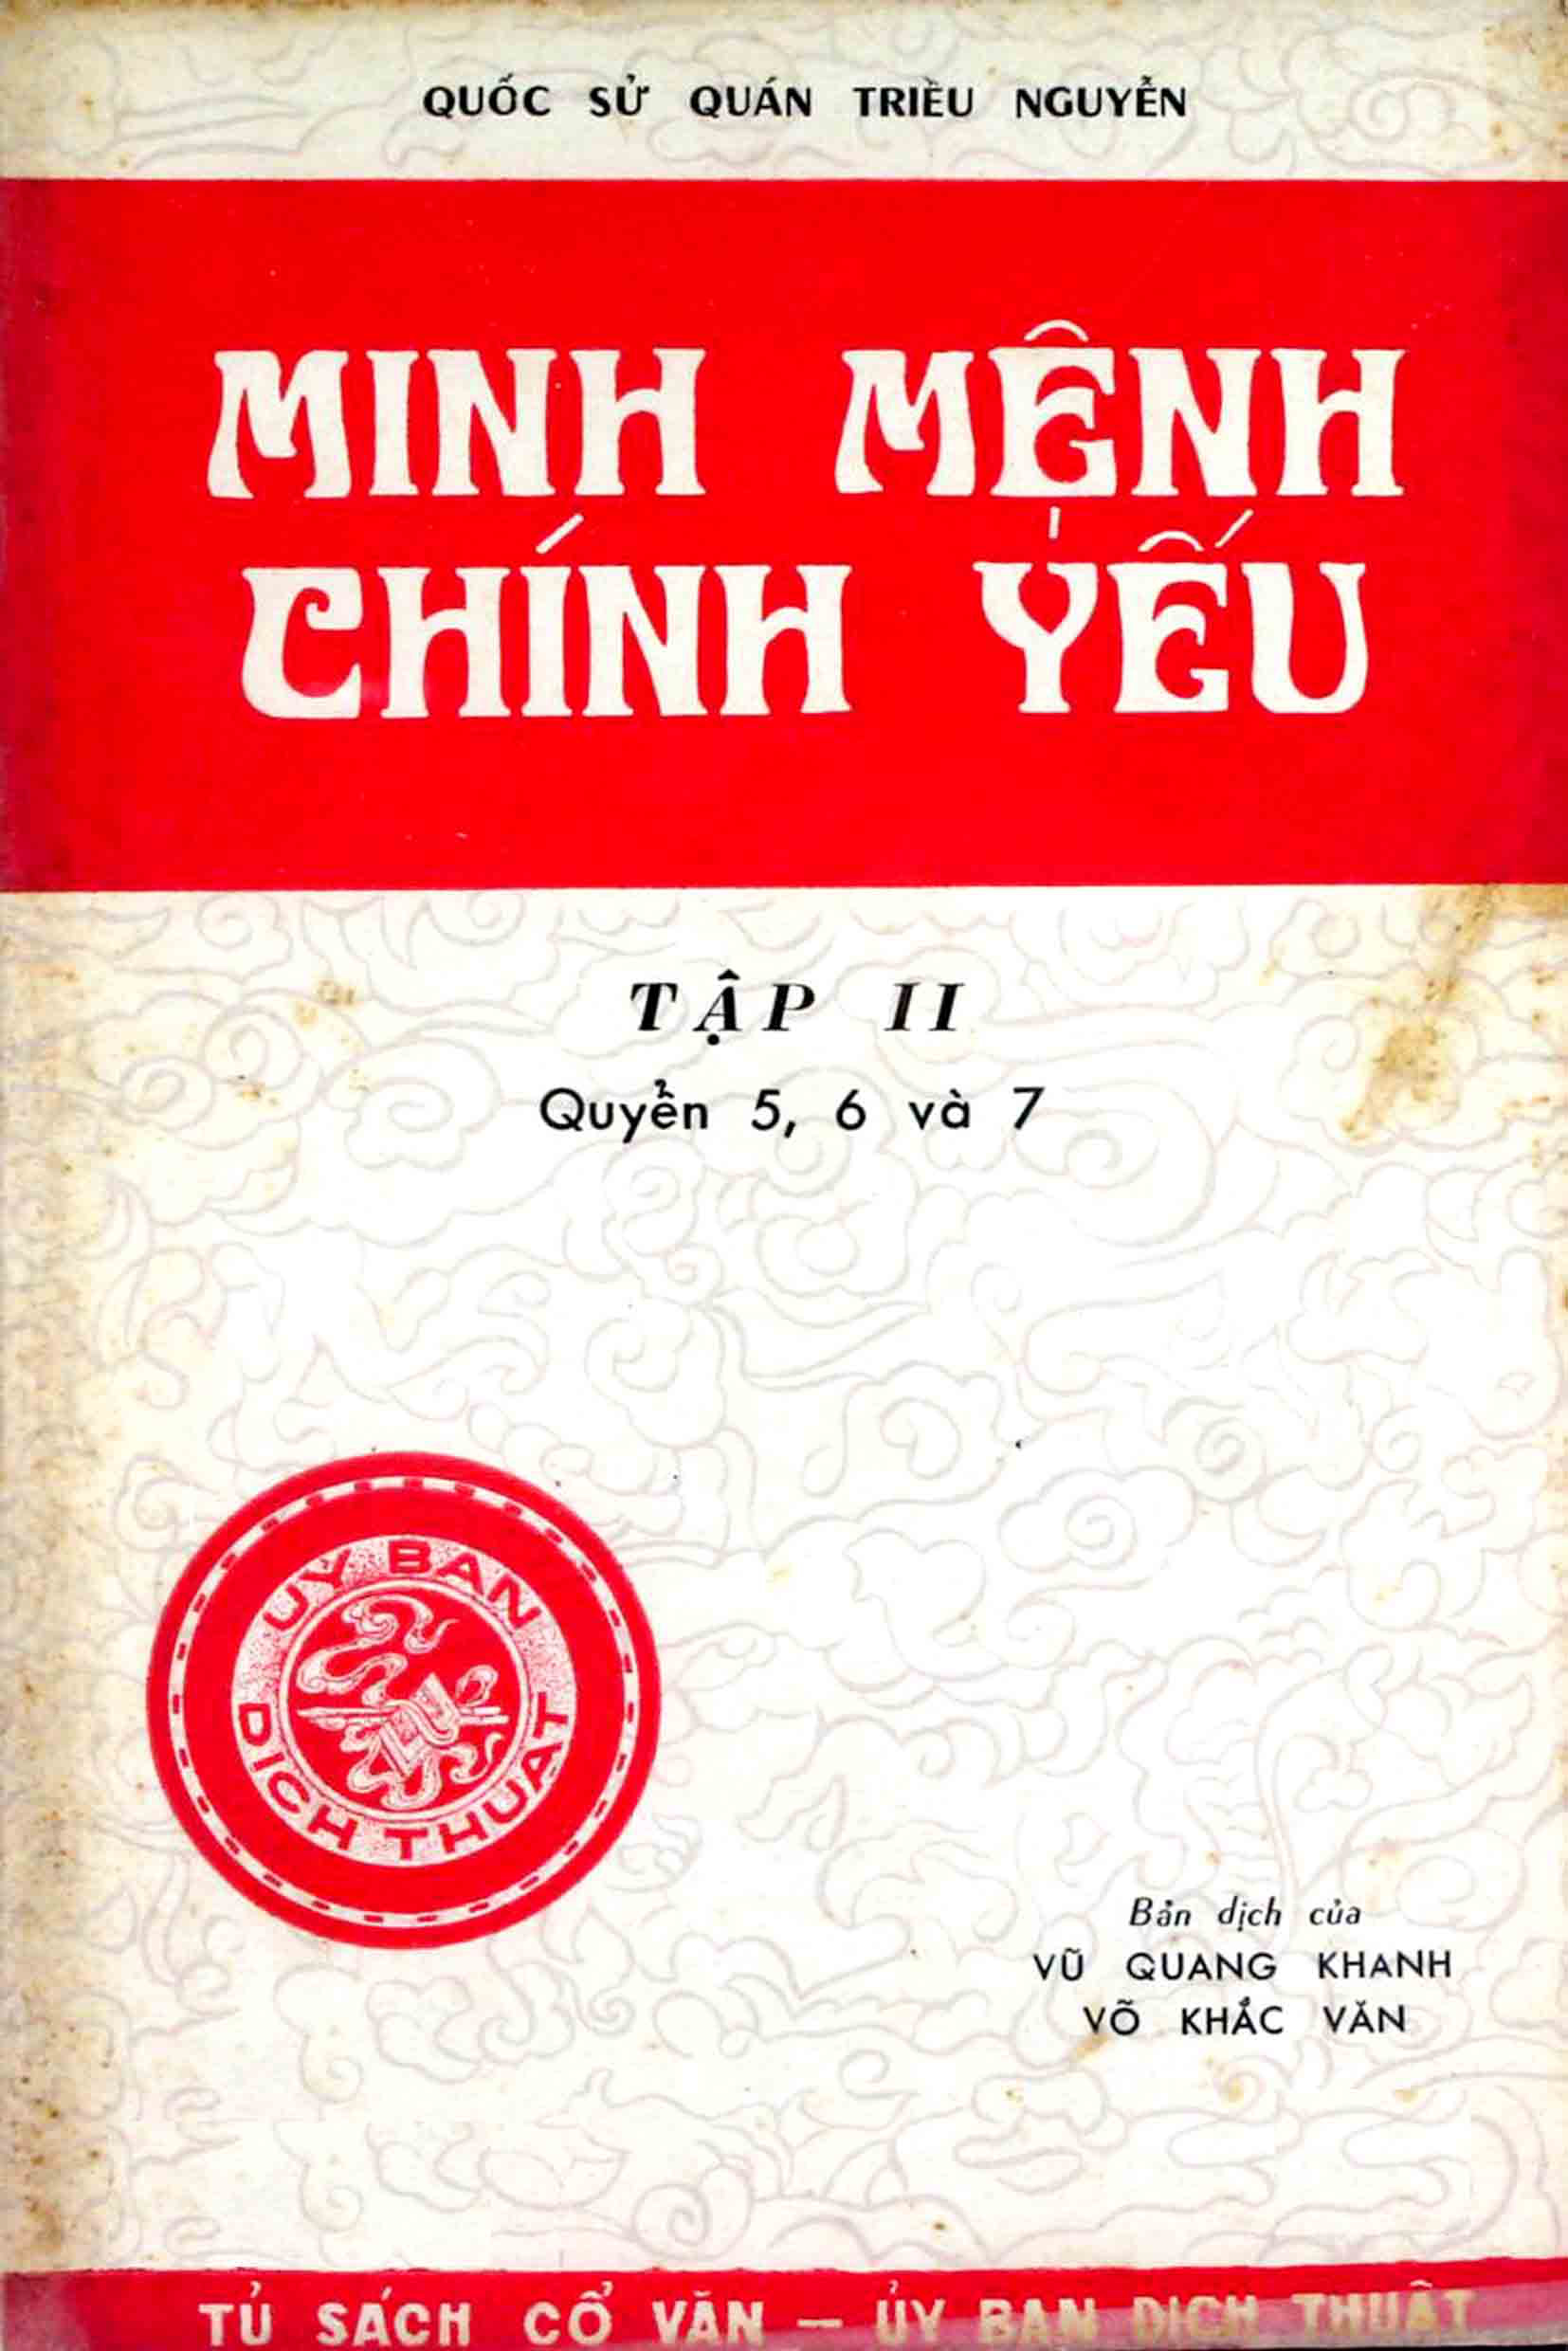 QUỐC SỬ QUÁN TRIỀU NGUYỄN
MINH MỆNH
CHÍNH YẾU
TẬP II
Quyển 5, 6 và 7
UỶ BAN
DỊCH THUẬT
Bản dịch của
VŨ QUANG KHANH
VÕ KHẮC VĂN
TỦ SÁCH CỔ VĂN — ỦY BAN DỊCH THUẬT